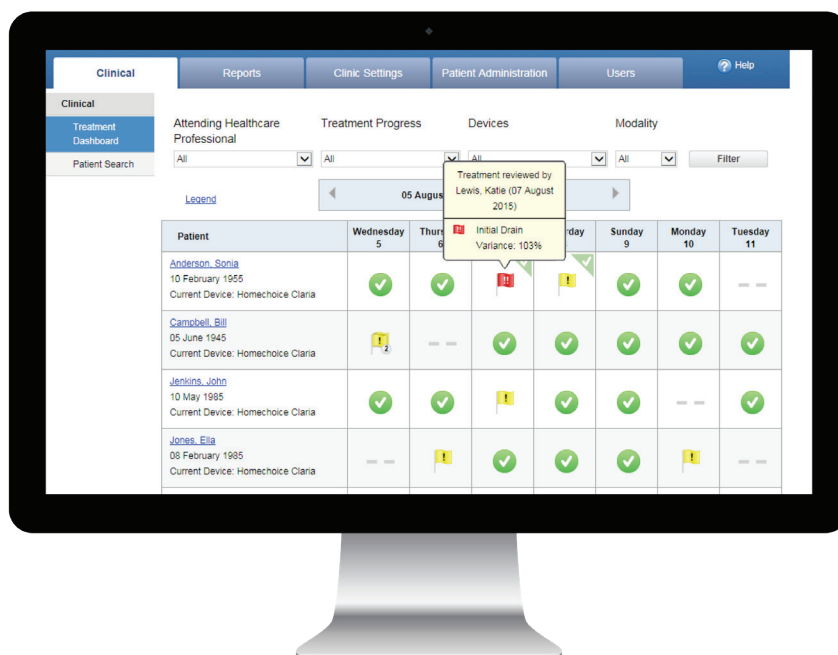 Clinical
Reports
Clinic Settings
Patient Administration
Users
? Help
Clinical
Treatment
Dashboard
Patient Search
Attending Healthcare
Professional
Treatment Progress
Devices
Modality
All
All
All
All
Filter
Treatment reviewed by
Lewis, Katie (07 August
2015)
!! Initial Drain
Variance: 103%
Legend
05
Patient
Wednesday
5
6
Sunday
9
Monday
10
Tuesday
11
Anderson, Sonia
10 February 1955
Current Device: Homechoice Claria
!!
!
– –
Campbell, Bill
05 June 1945
Current Device: Homechoice Claria
!
2
– –
Jenkins, John
10 May 1985
Current Device: Homechoice Claria
!
– –
Jones, Ella
08 February 1985
Current Device: Homechoice Claria
– –
!
!
– –